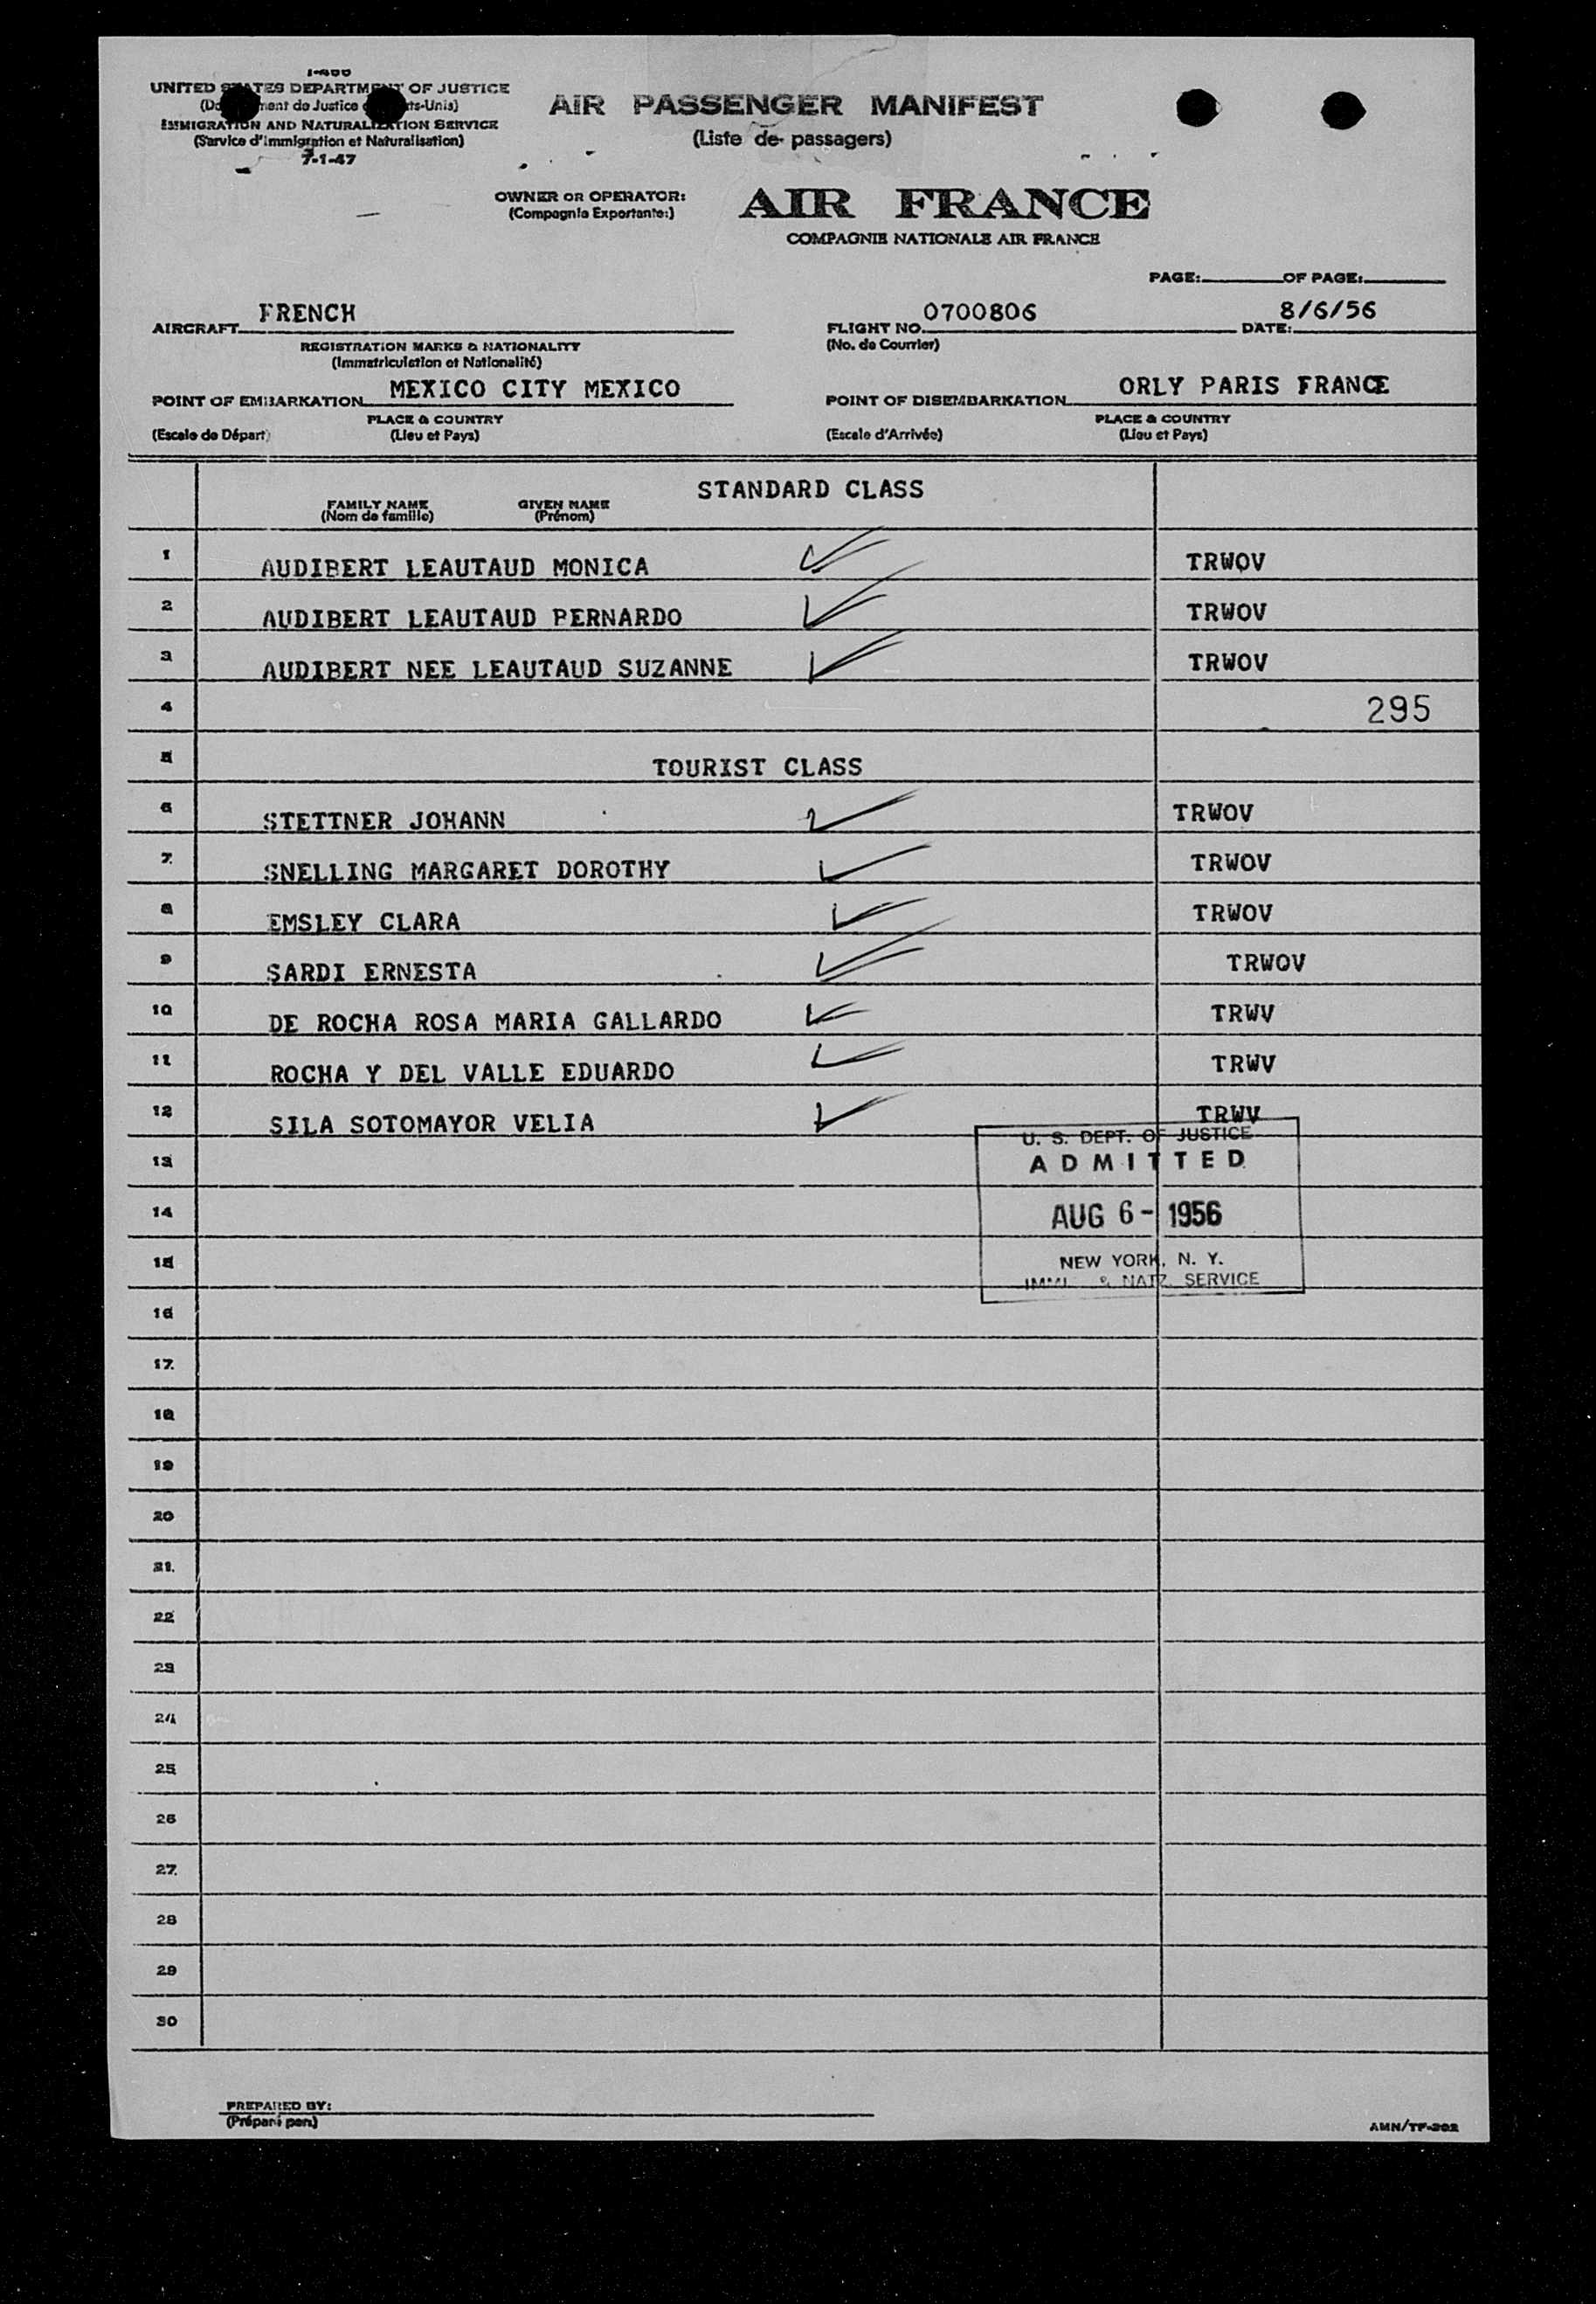 UNITED STATES DEPARTMENT OF JUSTICE
IMMIGRATION AND NATURALIZATION SERVICE
(Service d'Immigration et Naturalisation)
7-1-47
AIR PASSENGER MANIFEST
(Liste de passagers)
OWNER OR OPERATOR:
(Compagnie Exportante:)
AIR FRANCE
COMPAGNIE NATIONALE AIR FRANCE
PAGE: OF PAGE:
AIRCRAFT FRENCH
REGISTRATION MARKS & NATIONALITY
(Immatriculation et Nationalité)
FLIGHT NO. 0700806
(No. de Courrier)
DATE: 8/6/56
POINT OF EMBARKATION MEXICO CITY MEXICO
PLACE & COUNTRY
(Escale de Départ) (Lieu et Pays)
POINT OF DISEMBARKATION ORLY PARIS FRANCE
PLACE & COUNTRY
(Escale d'Arrivée) (Lieu et Pays)
STANDARD CLASS
FAMILY NAME GIVEN NAME
(Nom de famille) (Prénom)
1 AUDIBERT LEAUTAUD MONICA TRWOV
2 AUDIBERT LEAUTAUD BERNARDO TRWOV
3 AUDIBERT NEE LEAUTAUD SUZANNE TRWOV
4 295
5 TOURIST CLASS
6 STETTNER JOHANN TRWOV
7 SNELLING MARGARET DOROTHY TRWOV
8 EMSLEY CLARA TRWOV
9 SARDI ERNESTA TRWOV
10 DE ROCHA ROSA MARIA GALLARDO TRWV
11 ROCHA Y DEL VALLE EDUARDO TRWV
12 SILA SOTOMAYOR VELIA TRWV
U. S. DEPT. OF JUSTICE
13 ADMITTED
14 AUG 6 - 1956
15 NEW YORK, N. Y.
& NATZ. SERVICE
16
17
18
19
20
21
22
23
24
25
26
27
28
29
30
PREPARED BY:
(Préparé par:)
AMN/TF-202